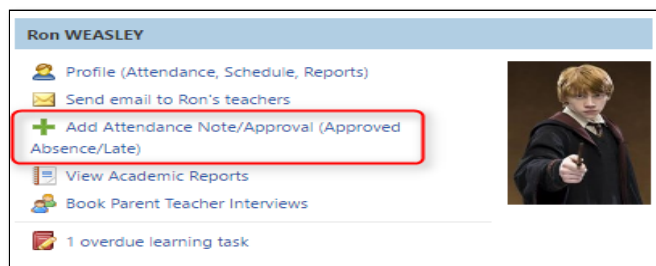 Ron WEASLEY
Profile (Attendance, Schedule, Reports)
Send email to Ron's teachers
Add Attendance Note/Approval (Approved
Absence/Late)
View Academic Reports
Book Parent Teacher Interviews
1 overdue learning task